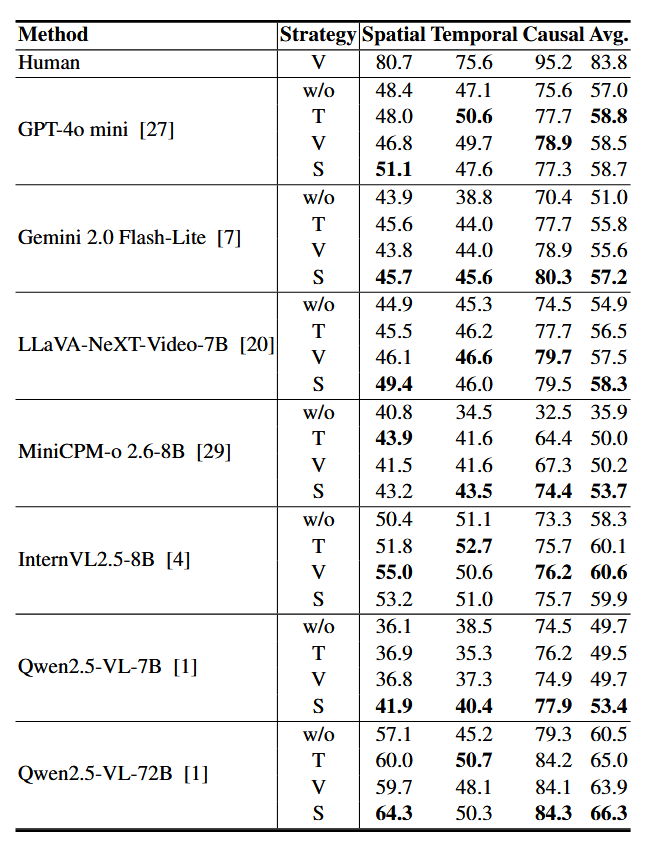 Method Strategy Spatial Temporal Causal Avg.
Human V 80.7 75.6 95.2 83.8
GPT-4o mini [27]
w/o 48.4 47.1 75.6 57.0
T 48.0 50.6 77.7 58.8
V 46.8 49.7 78.9 58.5
S 51.1 47.6 77.3 58.7
Gemini 2.0 Flash-Lite [7]
w/o 43.9 38.8 70.4 51.0
T 45.6 44.0 77.7 55.8
V 43.8 44.0 78.9 55.6
S 45.7 45.6 80.3 57.2
LLaVA-NeXT-Video-7B [20]
w/o 44.9 45.3 74.5 54.9
T 45.5 46.2 77.7 56.5
V 46.1 46.6 79.7 57.5
S 49.4 46.0 79.5 58.3
MiniCPM-o 2.6-8B [29]
w/o 40.8 34.5 32.5 35.9
T 43.9 41.6 64.4 50.0
V 41.5 41.6 67.3 50.2
S 43.2 43.5 74.4 53.7
InternVL2.5-8B [4]
w/o 50.4 51.1 73.3 58.3
T 51.8 52.7 75.7 60.1
V 55.0 50.6 76.2 60.6
S 53.2 51.0 75.7 59.9
Qwen2.5-VL-7B [1]
w/o 36.1 38.5 74.5 49.7
T 36.9 35.3 76.2 49.5
V 36.8 37.3 74.9 49.7
S 41.9 40.4 77.9 53.4
Qwen2.5-VL-72B [1]
w/o 57.1 45.2 79.3 60.5
T 60.0 50.7 84.2 65.0
V 59.7 48.1 84.1 63.9
S 64.3 50.3 84.3 66.3